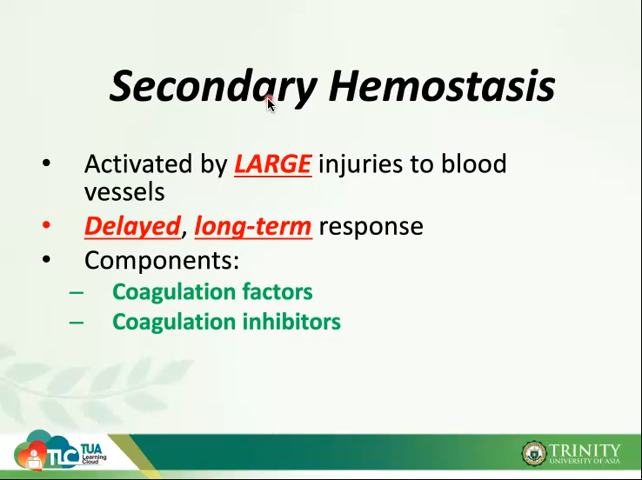 Secondary Hemostasis
• Activated by LARGE injuries to blood
vessels
• Delayed, long-term response
• Components:
– Coagulation factors
– Coagulation inhibitors
TLC TUA
Learning
Cloud
TRINITY
UNIVERSITY OF ASIA